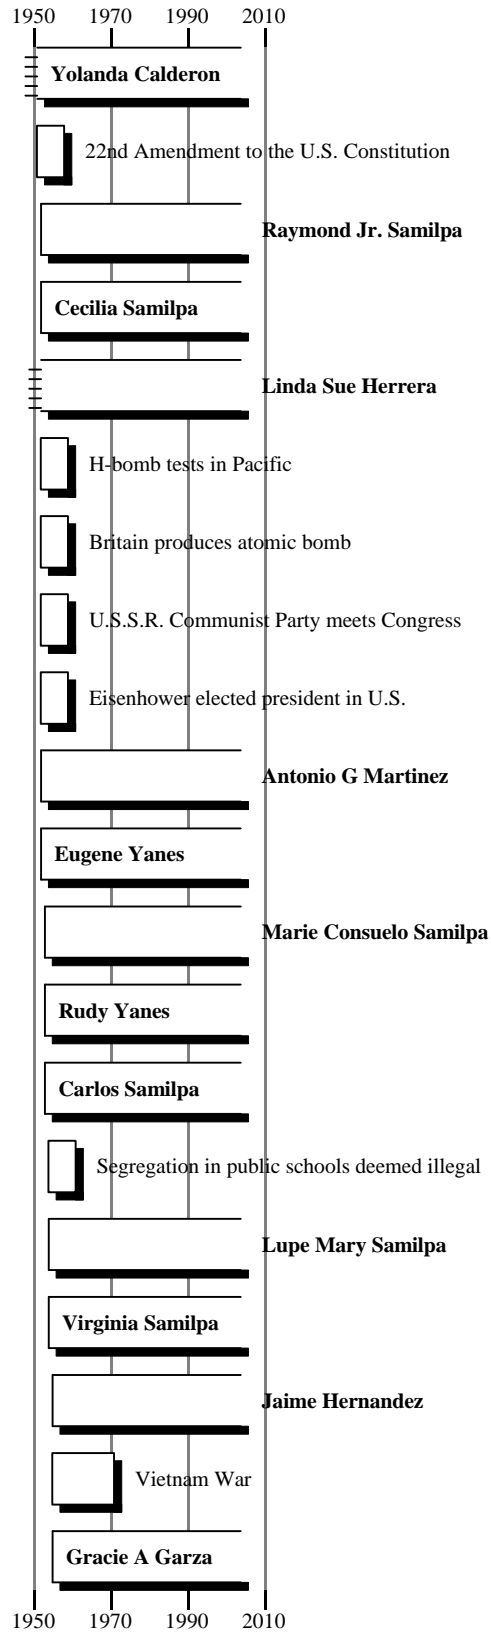 1950 1970 1990 2010
Yolanda Calderon
22nd Amendment to the U.S. Constitution
Raymond Jr. Samilpa
Cecilia Samilpa
Linda Sue Herrera
H-bomb tests in Pacific
Britain produces atomic bomb
U.S.S.R. Communist Party meets Congress
Eisenhower elected president in U.S.
Antonio G Martinez
Eugene Yanes
Marie Consuelo Samilpa
Rudy Yanes
Carlos Samilpa
Segregation in public schools deemed illegal
Lupe Mary Samilpa
Virginia Samilpa
Jaime Hernandez
Vietnam War
Gracie A Garza
1950 1970 1990 2010